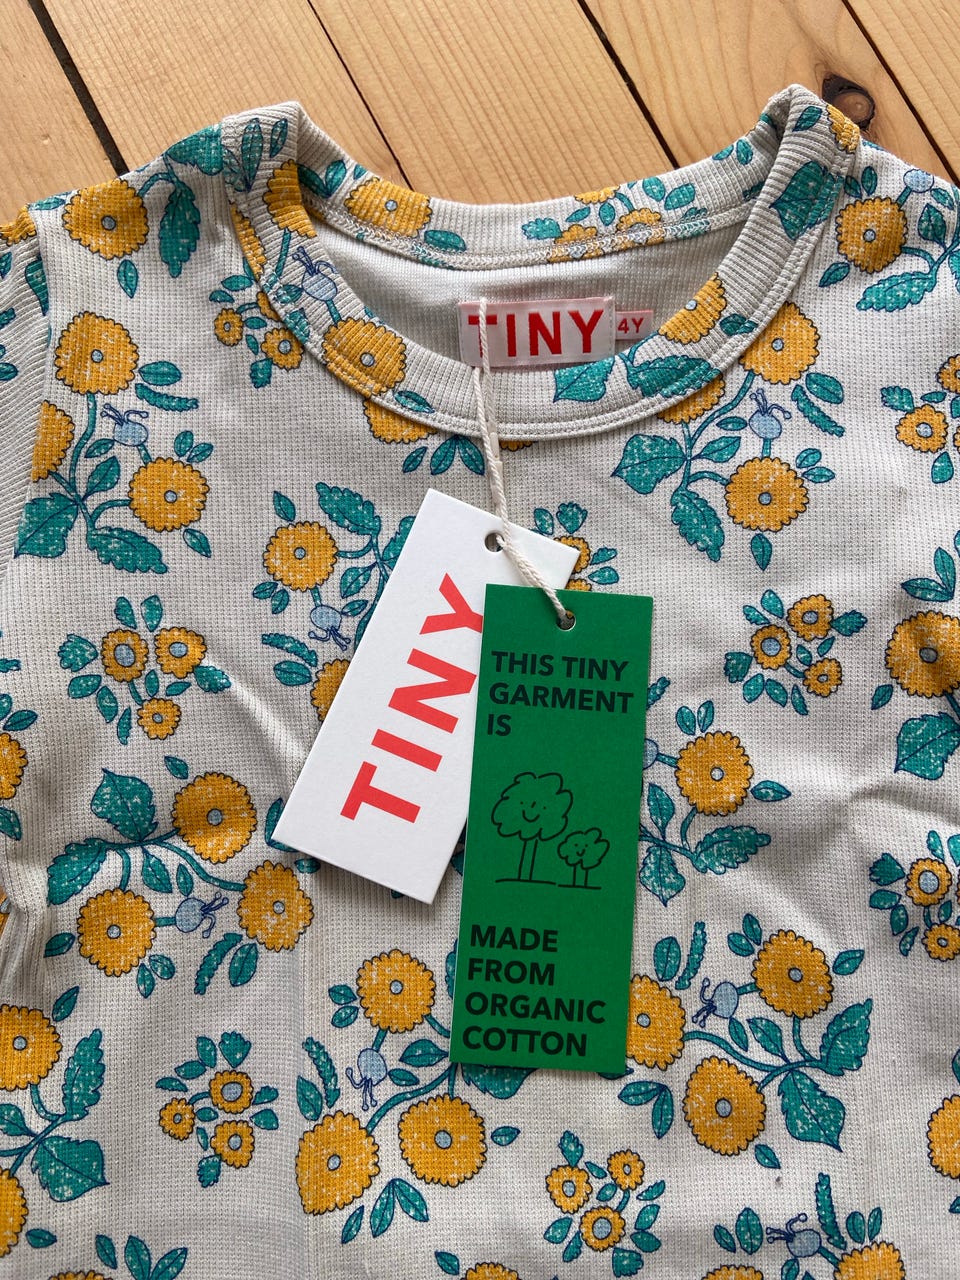 TINY
4Y
TINY
THIS TINY
GARMENT
IS
MADE
FROM
ORGANIC
COTTON